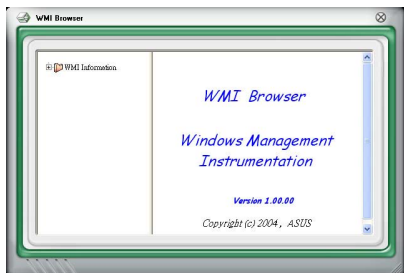 WMI Browser
WMI Information
WMI Browser
Windows Management
Instrumentation
Version 1.00.00
Copyright (c) 2004, ASUS